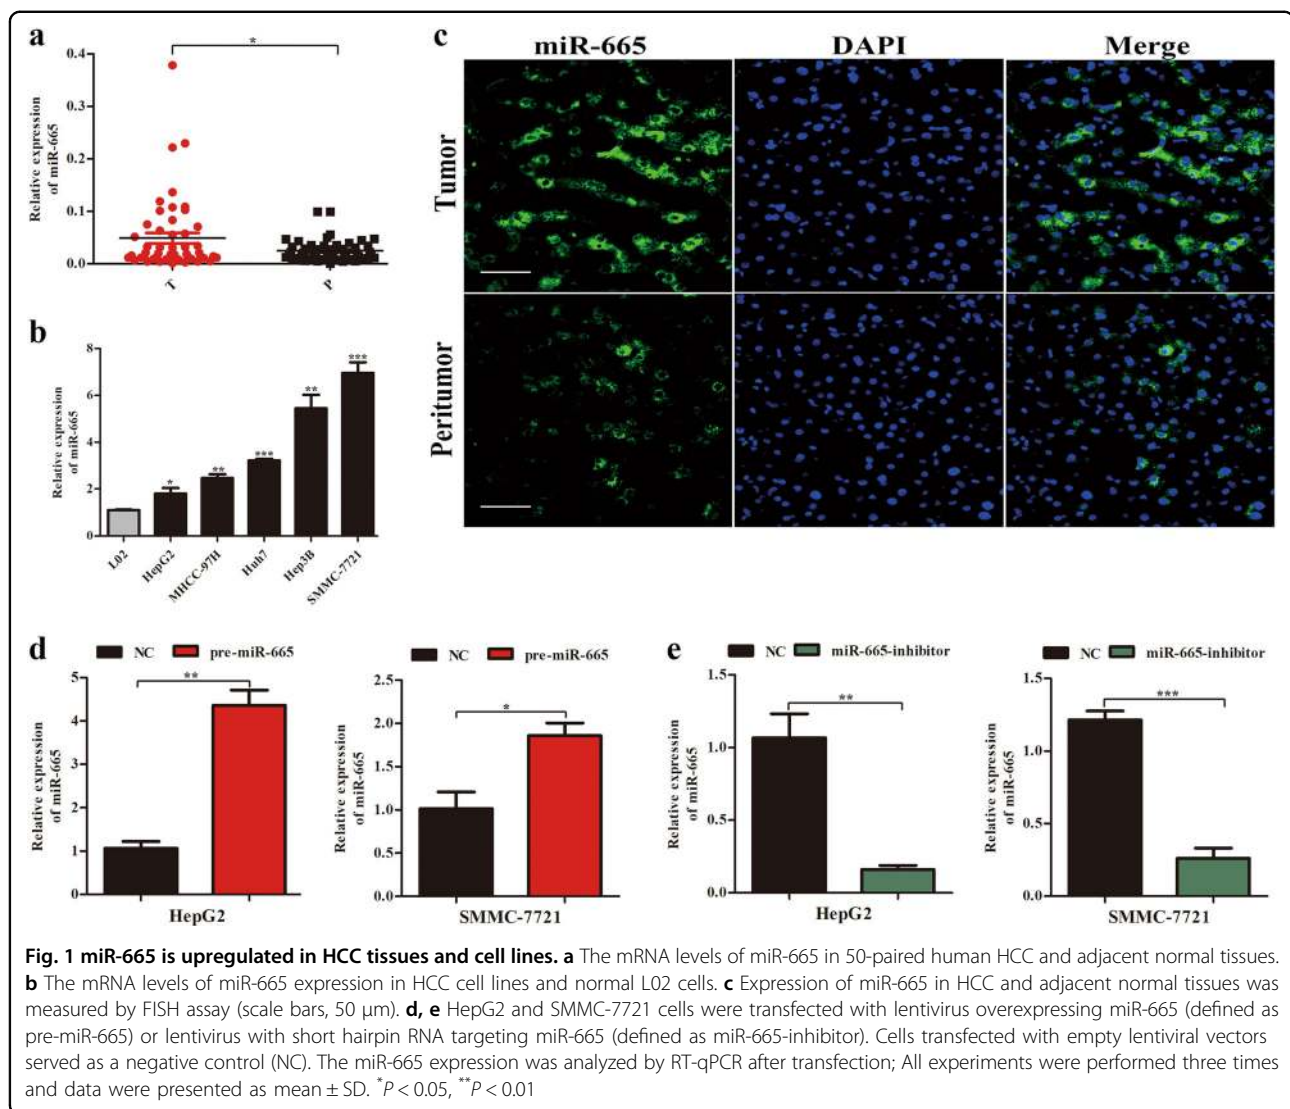 a
*
0.4
0.3
0.2
0.1
0.0
Relative expression
of miR-665
T
P
b
8
6
4
2
0
Relative expression
of miR-665
*
**
***
**
***
L02
HepG2
MHCC-97H
Huh7
Hep3B
SMMC-7721
c
miR-665
DAPI
Merge
Tumor
Peritumor
d
NC
pre-miR-665
**
5
4
3
2
1
0
Relative expression
of miR-665
HepG2
NC
pre-miR-665
*
2.5
2.0
1.5
1.0
0.5
0.0
Relative expression
of miR-665
SMMC-7721
e
NC
miR-665-inhibitor
**
1.5
1.0
0.5
0.0
Relative expression
of miR-665
HepG2
NC
miR-665-inhibitor
***
1.5
1.0
0.5
0.0
Relative expression
of miR-665
SMMC-7721
Fig. 1 miR-665 is upregulated in HCC tissues and cell lines. a The mRNA levels of miR-665 in 50-paired human HCC and adjacent normal tissues.
b The mRNA levels of miR-665 expression in HCC cell lines and normal L02 cells. c Expression of miR-665 in HCC and adjacent normal tissues was
measured by FISH assay (scale bars, 50 μm). d, e HepG2 and SMMC-7721 cells were transfected with lentivirus overexpressing miR-665 (defined as
pre-miR-665) or lentivirus with short hairpin RNA targeting miR-665 (defined as miR-665-inhibitor). Cells transfected with empty lentiviral vectors
served as a negative control (NC). The miR-665 expression was analyzed by RT-qPCR after transfection; All experiments were performed three times
and data were presented as mean ± SD. *P < 0.05, **P < 0.01